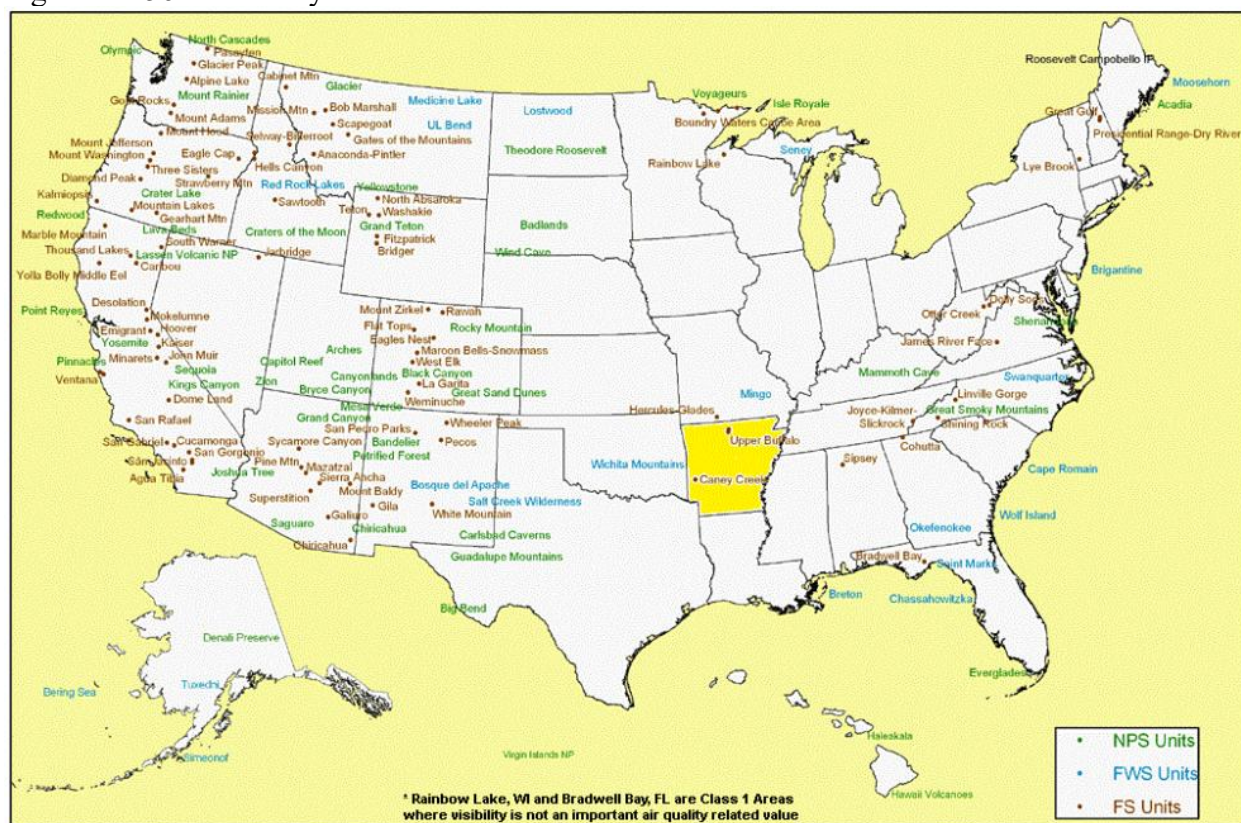 North Cascades
Pasayten
Olympic
Glacier Peak
Alpine Lake
Mount Rainier
Goat Rocks
Mount Adams
Mount Hood
Mount Jefferson
Mount Washington
Three Sisters
Diamond Peak
Eagle Cap
Hells Canyon
Strawberry Mtn
Kalmiopsis
Crater Lake
Mountain Lakes
Gearhart Mtn
Redwood
Lava Beds
Marble Mountain
South Warner
Thousand Lakes
Lassen Volcanic NP
Caribou
Yolla Bolly Middle Eel
Jarbridge
Desolation
Mokelumne
Point Reyes
Emigrant
Hoover
Yosemite
Kaiser
Pinnacles
Minarets
John Muir
Ventana
Sequoia
Kings Canyon
Dome Land
San Rafael
San Gabriel
Cucamonga
San Gorgonio
San Jacinto
Agua Tibia
Joshua Tree
Cabinet Mtn
Glacier
Mission Mtn
Bob Marshall
Scapegoat
Gates of the Mountains
Selway-Bitterroot
Anaconda-Pintler
Medicine Lake
UL Bend
Red Rock Lakes
Yellowstone
Sawtooth
North Absaroka
Teton
Washakie
Grand Teton
Craters of the Moon
Fitzpatrick
Bridger
Lostwood
Theodore Roosevelt
Badlands
Wind Cave
Mount Zirkel
Rawah
Flat Tops
Rocky Mountain
Eagles Nest
Maroon Bells-Snowmass
Arches
Capitol Reef
West Elk
Canyonlands
Black Canyon
Zion
Bryce Canyon
La Garita
Great Sand Dunes
Weminuche
Mesa Verde
Grand Canyon
Wheeler Peak
San Pedro Parks
Sycamore Canyon
Bandelier
Pecos
Petrified Forest
Pine Mtn
Mazatzal
Sierra Ancha
Bosque del Apache
Superstition
Mount Baldy
Salt Creek Wilderness
Gila
White Mountain
Saguaro
Galiuro
Chiricahua
Chiricahua
Carlsbad Caverns
Guadalupe Mountains
Big Bend
Wichita Mountains
Voyageurs
Isle Royale
Boundry Waters Canoe Area
Rainbow Lake
Seney
Mingo
Hercules-Glades
Upper Buffalo
Caney Creek
Mammoth Cave
Roosevelt Campobello IP
Moosehorn
Acadia
Great Gulf
Presidential Range-Dry River
Lye Brook
Brigantine
Dolly Sods
Otter Creek
Shenandoah
James River Face
Swanquarter
Linville Gorge
Joyce-Kilmer-
Slickrock
Great Smoky Mountains
Shining Rock
Cohutta
Sipsey
Cape Romain
Wolf Island
Okefenokee
Bradwell Bay
Saint Marks
Breton
Chassahowitzka
Everglades
Denali Preserve
Bering Sea
Tuxedni
Simeonof
Virgin Islands NP
Haleakala
Hawaii Volcanoes
NPS Units
FWS Units
FS Units
* Rainbow Lake, WI and Bradwell Bay, FL are Class 1 Areas
where visibility is not an important air quality related value